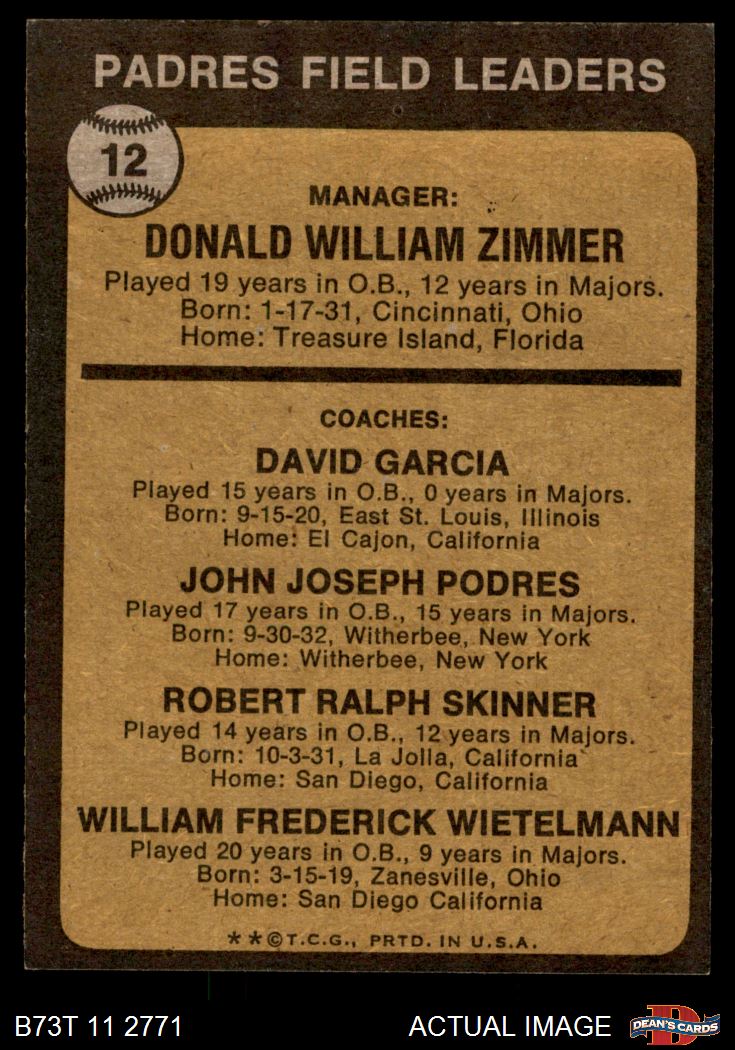 PADRES FIELD LEADERS
12
MANAGER:
DONALD WILLIAM ZIMMER
Played 19 years in O.B., 12 years in Majors.
Born: 1-17-31, Cincinnati, Ohio
Home: Treasure Island, Florida
COACHES:
DAVID GARCIA
Played 15 years in O.B., 0 years in Majors.
Born: 9-15-20, East St. Louis, Illinois
Home: El Cajon, California
JOHN JOSEPH PODRES
Played 17 years in O.B., 15 years in Majors.
Born: 9-30-32, Witherbee, New York
Home: Witherbee, New York
ROBERT RALPH SKINNER
Played 14 years in O.B., 12 years in Majors.
Born: 10-3-31, La Jolla, California
Home: San Diego, California
WILLIAM FREDERICK WIETELMANN
Played 20 years in O.B., 9 years in Majors.
Born: 3-15-19, Zanesville, Ohio
Home: San Diego California
**©T.C.G., PRTD. IN U.S.A.
B73T 11 2771
ACTUAL IMAGE
D
DEAN'S CARDS